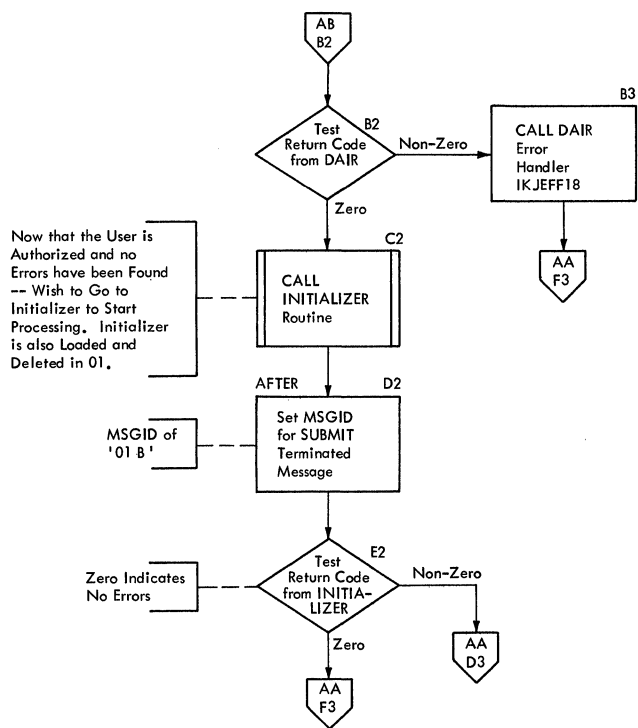 AB
B2
B2
Test
Return Code
from DAIR
Non-Zero
Zero
B3
CALL DAIR
Error
Handler
IKJEFF18
AA
F3
Now that the User is
Authorized and no
Errors have been Found
-- Wish to Go to
Initializer to Start
Processing. Initializer
is also Loaded and
Deleted in 01.
C2
CALL
INITIALIZER
Routine
AFTER
D2
Set MSGID
for SUBMIT
Terminated
Message
MSGID of
'01 B'
E2
Test
Return Code
from INITIA-
LIZER
Non-Zero
Zero
Zero Indicates
No Errors
AA
D3
AA
F3